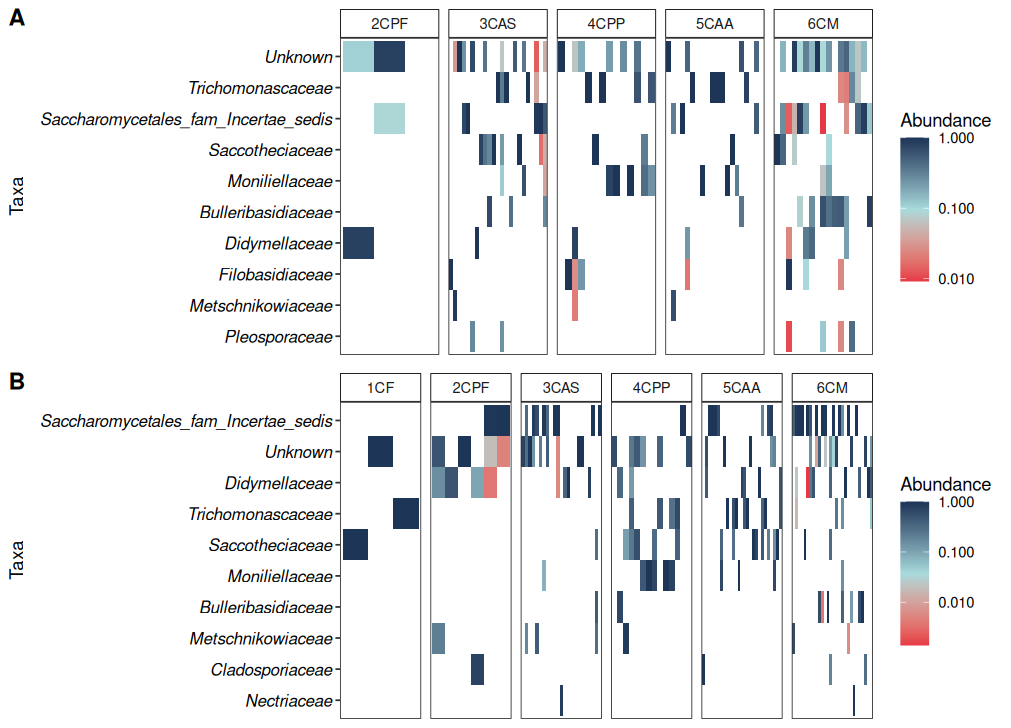 A
2CPF 3CAS 4CPP 5CAA 6CM
Taxa
Unknown
Trichomonascaceae
Saccharomycetales_fam_Incertae_sedis
Saccotheciaceae
Moniliellaceae
Bulleribasidiaceae
Didymellaceae
Filobasidiaceae
Metschnikowiaceae
Pleosporaceae
Abundance
1.000
0.100
0.010
B
1CF 2CPF 3CAS 4CPP 5CAA 6CM
Taxa
Saccharomycetales_fam_Incertae_sedis
Unknown
Didymellaceae
Trichomonascaceae
Saccotheciaceae
Moniliellaceae
Bulleribasidiaceae
Metschnikowiaceae
Cladosporiaceae
Nectriaceae
Abundance
1.000
0.100
0.010